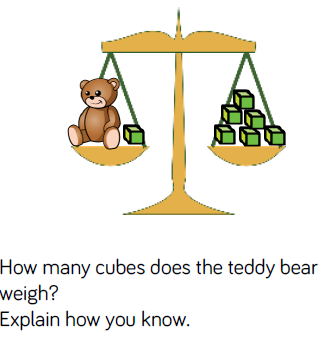 How many cubes does the teddy bear
weigh?
Explain how you know.